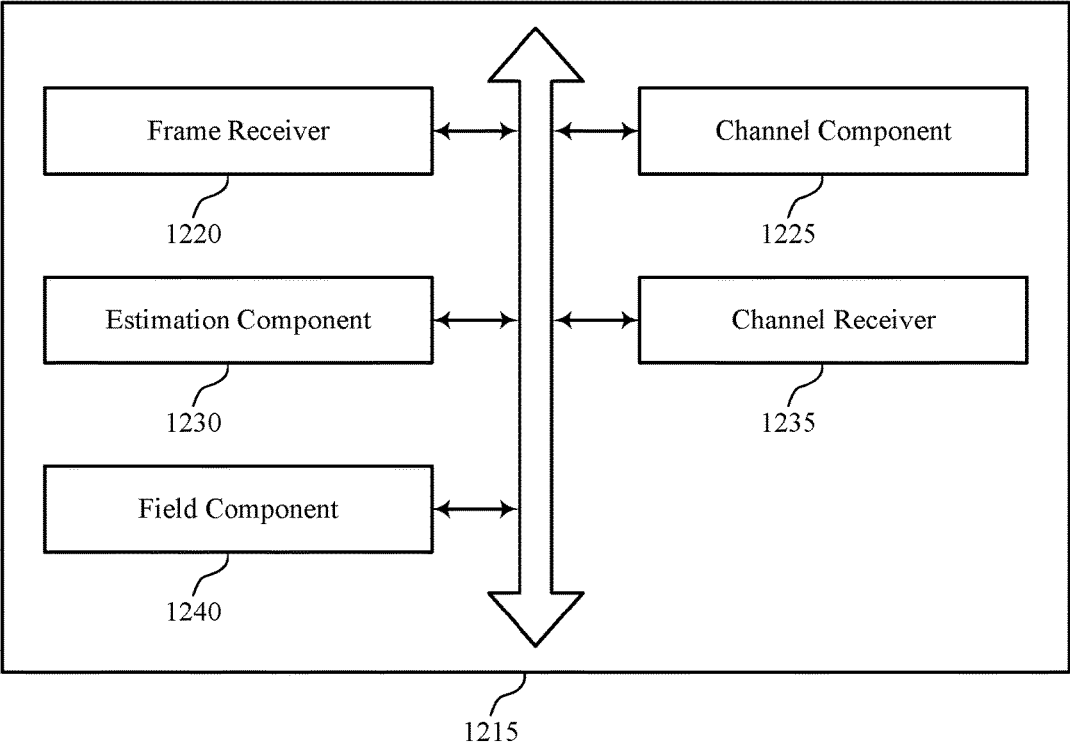 Frame Receiver
1220
Channel Component
1225
Estimation Component
1230
Channel Receiver
1235
Field Component
1240
1215